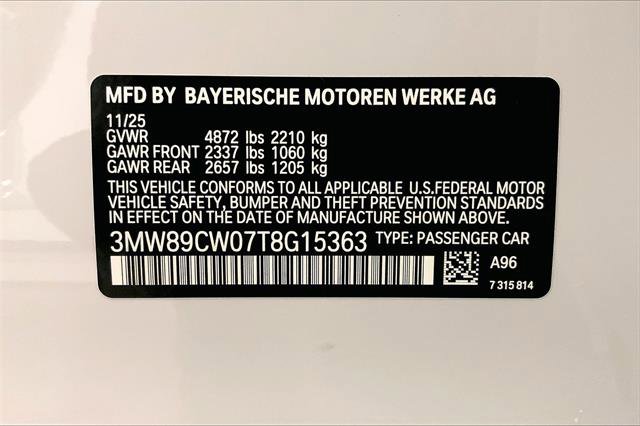 MFD BY BAYERISCHE MOTOREN WERKE AG
11/25
GVWR 4872 lbs 2210 kg
GAWR FRONT 2337 lbs 1060 kg
GAWR REAR 2657 lbs 1205 kg
THIS VEHICLE CONFORMS TO ALL APPLICABLE U.S.FEDERAL MOTOR
VEHICLE SAFETY, BUMPER AND THEFT PREVENTION STANDARDS
IN EFFECT ON THE DATE OF MANUFACTURE SHOWN ABOVE.
3MW89CW07T8G15363 TYPE: PASSENGER CAR
A96
7 315 814